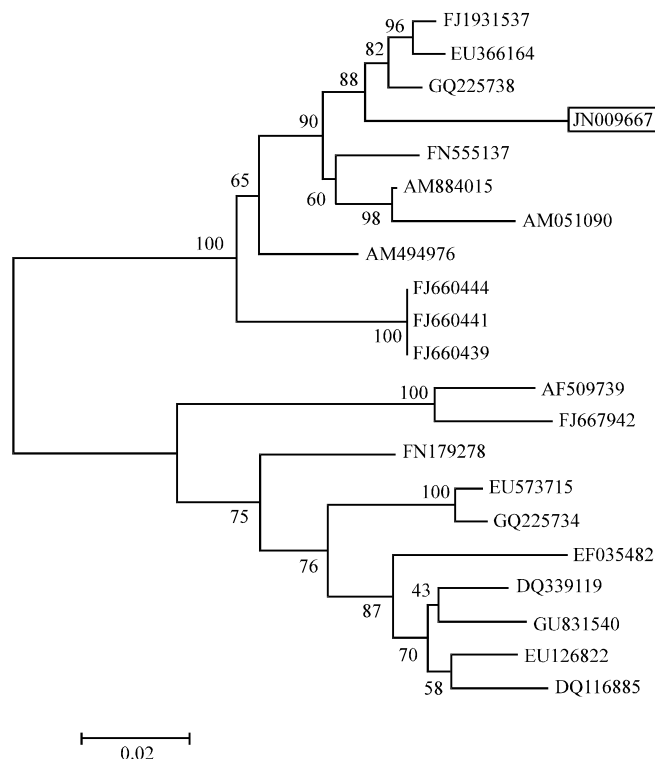 FJ1931537
96
EU366164
82
GQ225738
88
JN009667
90
FN555137
65
AM884015
60
98
AM051090
100
AM494976
FJ660444
FJ660441
100
FJ660439
100
AF509739
FJ667942
FN179278
EU573715
100
75
GQ225734
76
EF035482
43
DQ339119
87
GU831540
70
EU126822
58
DQ116885
0.02